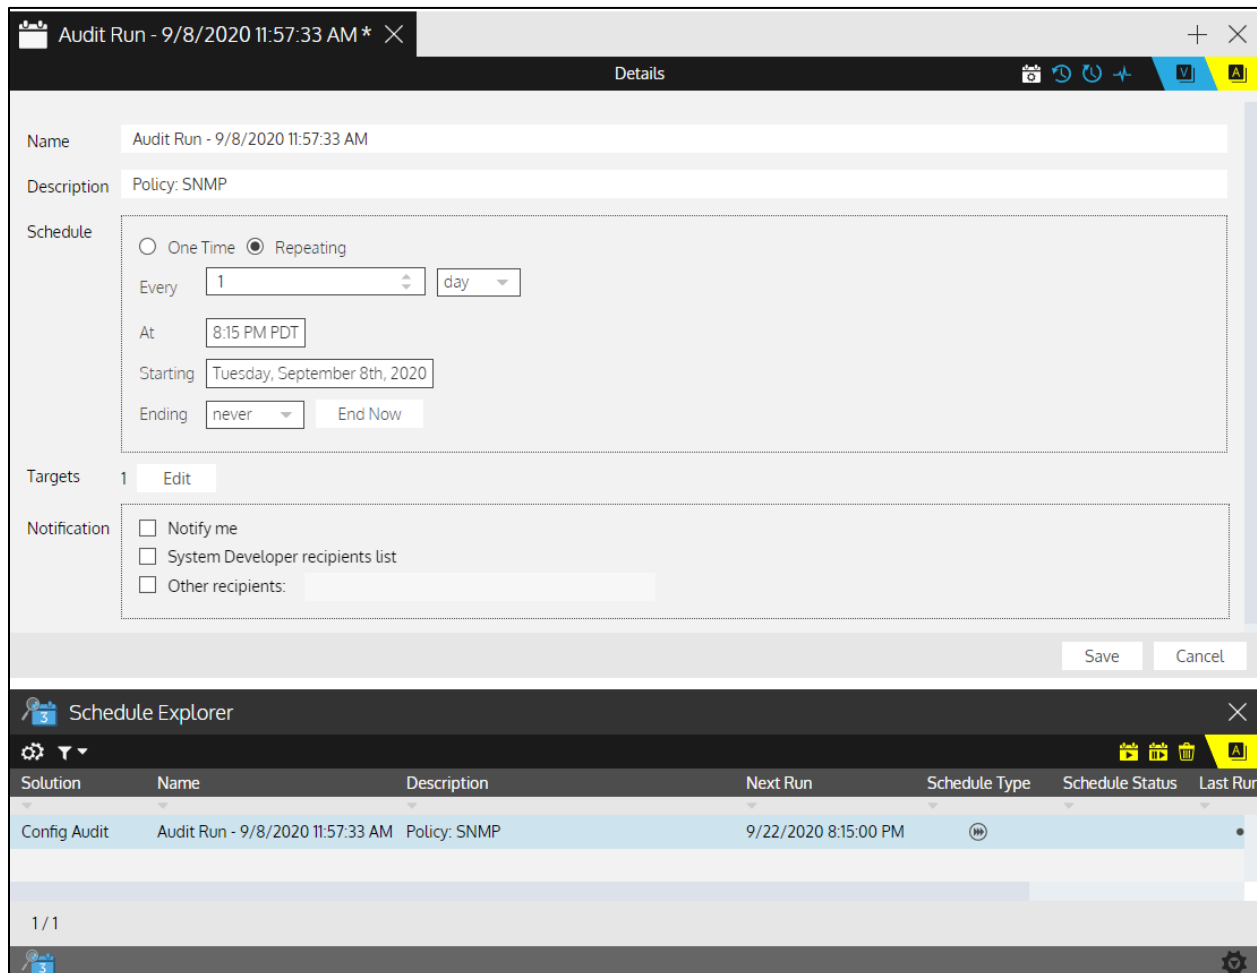 Audit Run - 9/8/2020 11:57:33 AM *
Details
V
A
Name Audit Run - 9/8/2020 11:57:33 AM
Description Policy: SNMP
Schedule
One Time Repeating
Every 1 day
At 8:15 PM PDT
Starting Tuesday, September 8th, 2020
Ending never End Now
Targets 1 Edit
Notification Notify me
System Developer recipients list
Other recipients:
Save Cancel
3 Schedule Explorer
A
Solution Name Description Next Run Schedule Type Schedule Status Last Run
Config Audit Audit Run - 9/8/2020 11:57:33 AM Policy: SNMP 9/22/2020 8:15:00 PM
1 / 1
3